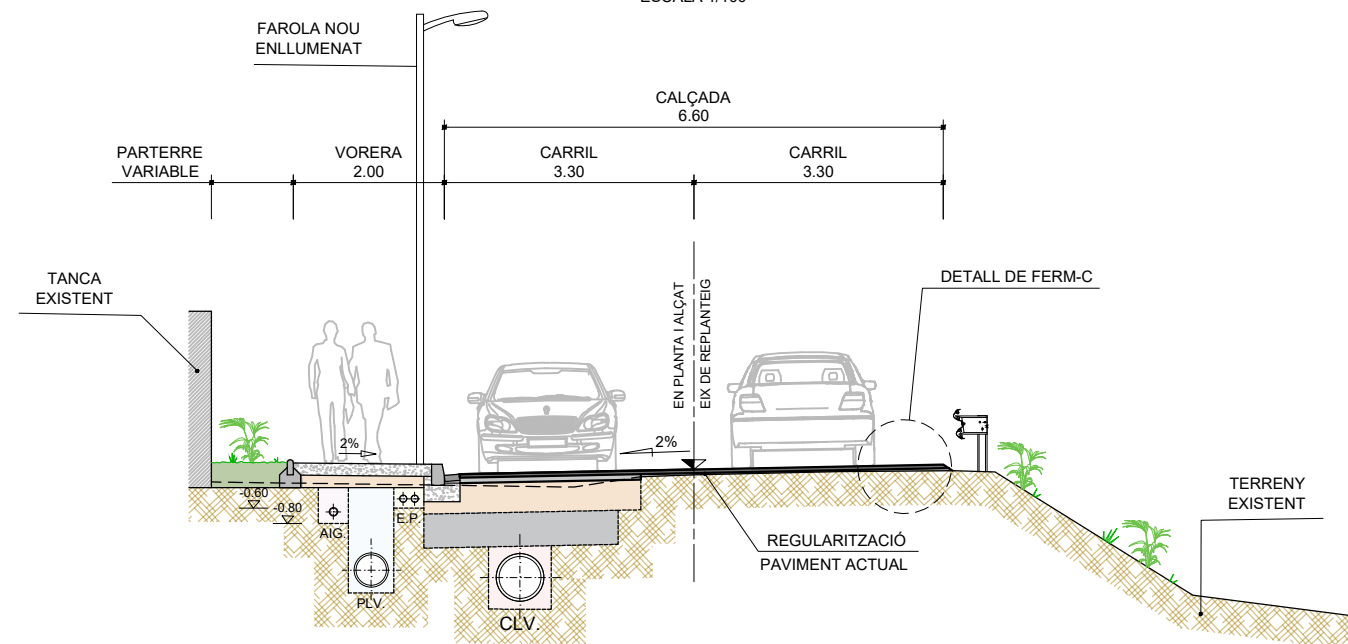 FAROLA NOU
ENLLUMENAT
CALÇADA
6.60
PARTERRE
VARIABLE
VORERA
2.00
CARRIL
3.30
CARRIL
3.30
TANCA
EXISTENT
EN PLANTA I ALÇAT
EIX DE REPLANTEIG
DETALL DE FERM-C
2%
2%
-0.60
-0.80
AIG.
E.P.
PLV.
CLV.
REGULARITZACIÓ
PAVIMENT ACTUAL
TERRENY
EXISTENT